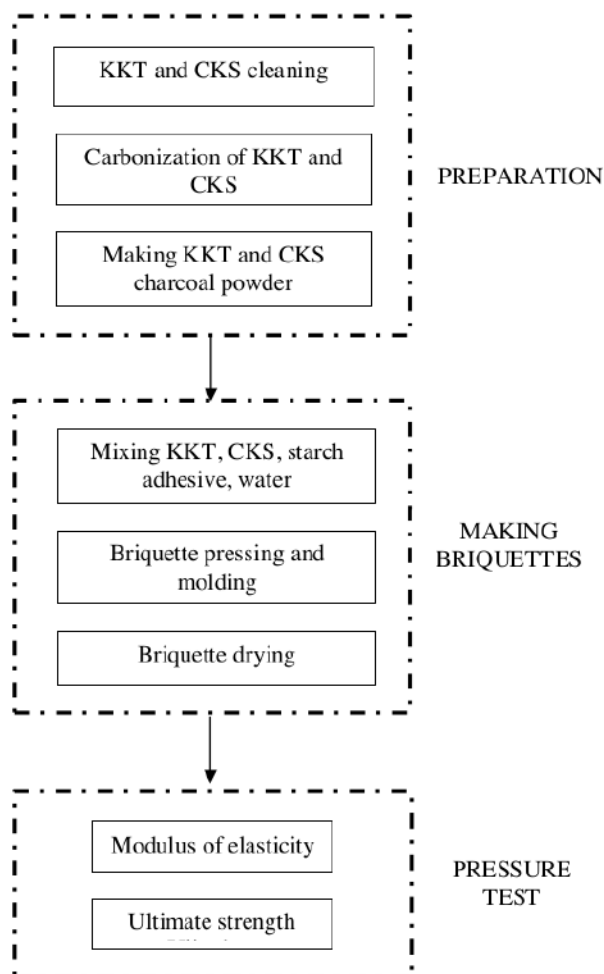 KKT and CKS cleaning
Carbonization of KKT and
CKS
Making KKT and CKS
charcoal powder
PREPARATION
Mixing KKT, CKS, starch
adhesive, water
Briquette pressing and
molding
Briquette drying
MAKING
BRIQUETTES
Modulus of elasticity
Ultimate strength
PRESSURE
TEST